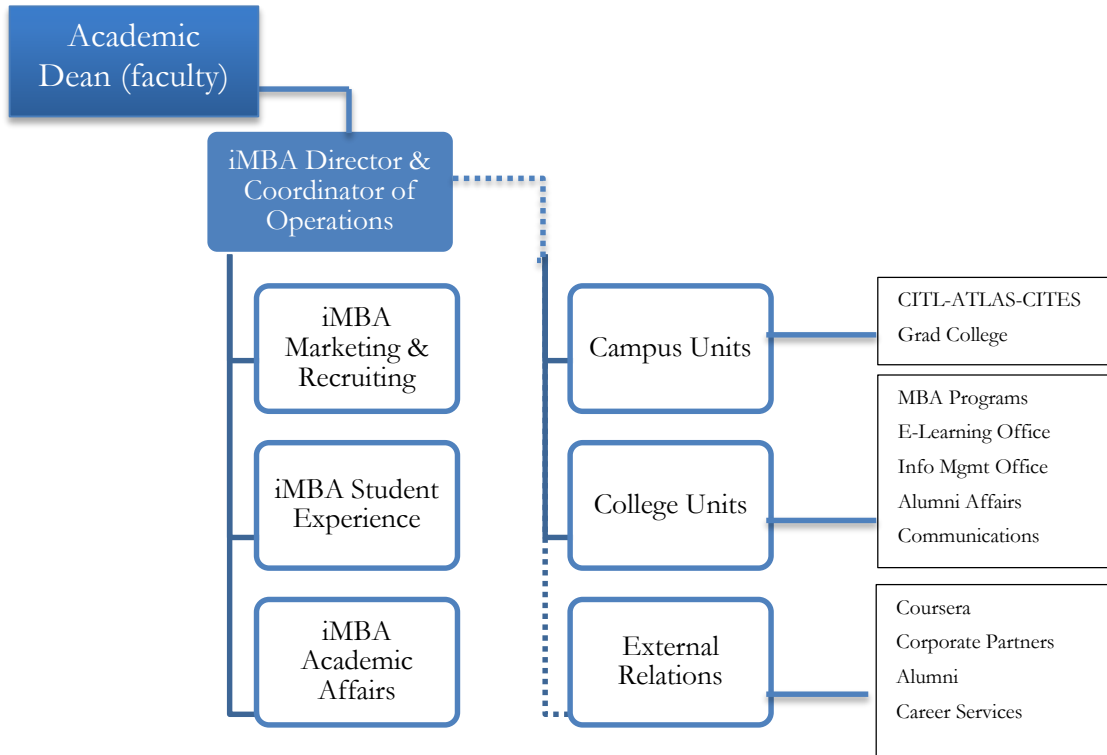 Academic
Dean (faculty)
iMBA Director &
Coordinator of
Operations
iMBA
Marketing &
Recruiting
iMBA Student
Experience
iMBA
Academic
Affairs
Campus Units
College Units
External
Relations
CITL-ATLAS-CITES
Grad College
MBA Programs
E-Learning Office
Info Mgmt Office
Alumni Affairs
Communications
Coursera
Corporate Partners
Alumni
Career Services